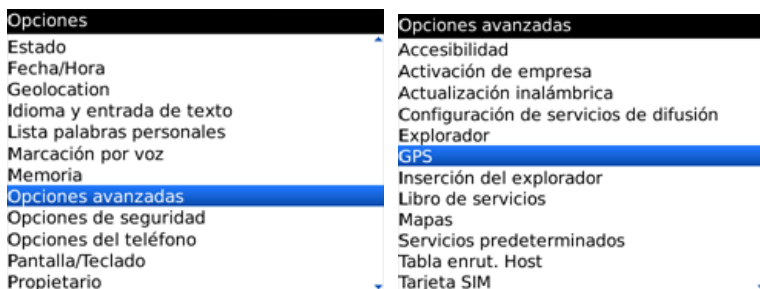 Opciones
Estado
Fecha/Hora
Geolocation
Idioma y entrada de texto
Lista palabras personales
Marcación por voz
Memoria
Opciones avanzadas
Opciones de seguridad
Opciones del teléfono
Pantalla/Teclado
Propietario
Opciones avanzadas
Accesibilidad
Activación de empresa
Actualización inalámbrica
Configuración de servicios de difusión
Explorador
GPS
Inserción del explorador
Libro de servicios
Mapas
Servicios predeterminados
Tabla enrut. Host
Tarjeta SIM